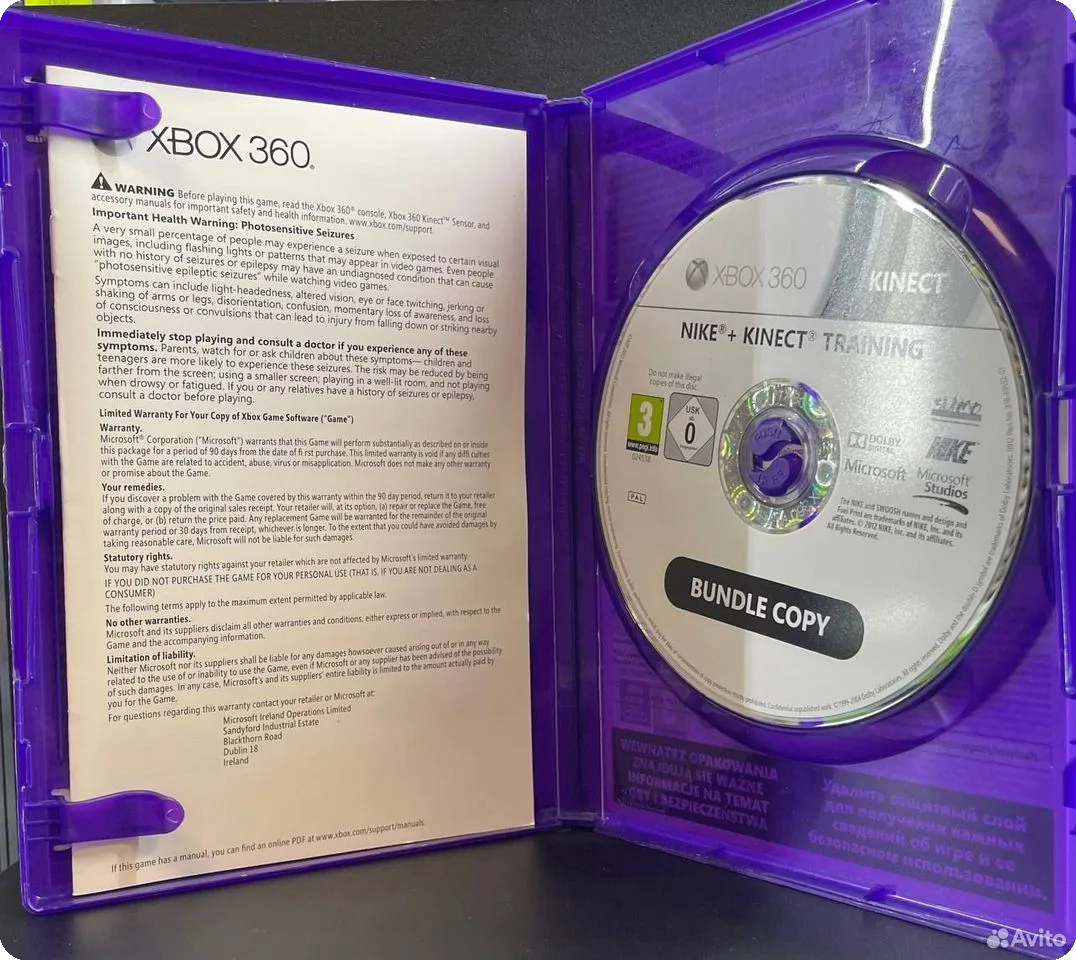 XBOX 360.
WARNING Before playing this game, read the Xbox 360® console, Xbox 360 Kinect™ Sensor, and
accessory manuals for important safety and health information. www.xbox.com/support.
Important Health Warning: Photosensitive Seizures
A very small percentage of people may experience a seizure when exposed to certain visual
images, including flashing lights or patterns that may appear in video games. Even people
with no history of seizures or epilepsy may have an undiagnosed condition that can cause
"photosensitive epileptic seizures" while watching video games.
Symptoms can include light-headedness, altered vision, eye or face twitching, jerking or
shaking of arms or legs, disorientation, confusion, momentary loss of awareness, and loss
of consciousness or convulsions that can lead to injury from falling down or striking nearby
objects.
Immediately stop playing and consult a doctor if you experience any of these
symptoms. Parents, watch for or ask children about these symptoms— children and
teenagers are more likely to experience these seizures. The risk may be reduced by being
farther from the screen; using a smaller screen; playing in a well-lit room, and not playing
when drowsy or fatigued. If you or any relatives have a history of seizures or epilepsy,
consult a doctor before playing.
Limited Warranty For Your Copy of Xbox Game Software ("Game")
Warranty.
Microsoft® Corporation ("Microsoft") warrants that this Game will perform substantially as described on or inside
this package for a period of 90 days from the date of fi rst purchase. This limited warranty is void if any diffi culties
with the Game are related to accident, abuse, virus or misapplication. Microsoft does not make any other warranty
or promise about the Game.
Your remedies.
If you discover a problem with the Game covered by this warranty within the 90 day period, return it to your retailer
along with a copy of the original sales receipt. Your retailer will, at its option, (a) repair or replace the Game, free
of charge, or (b) return the price paid. Any replacement Game will be warranted for the remainder of the original
warranty period or 30 days from receipt, whichever is longer. To the extent that you could have avoided damages by
taking reasonable care, Microsoft will not be liable for such damages.
Statutory rights.
You may have statutory rights against your retailer which are not affected by Microsoft's limited warranty.
IF YOU DID NOT PURCHASE THE GAME FOR YOUR PERSONAL USE (THAT IS, IF YOU ARE NOT DEALING AS A
CONSUMER)
The following terms apply to the maximum extent permitted by applicable law.
No other warranties.
Microsoft and its suppliers disclaim all other warranties and conditions, either express or implied, with respect to the
Game and the accompanying information.
Limitation of liability.
Neither Microsoft nor its suppliers shall be liable for any damages howsoever caused arising out of or in any way
related to the use of or inability to use the Game, even if Microsoft or any supplier has been advised of the possibility
of such damages. In any case, Microsoft's and its suppliers' entire liability is limited to the amount actually paid by
you for the Game.
For questions regarding this warranty contact your retailer or Microsoft at:
Microsoft Ireland Operations Limited
Sandyford Industrial Estate
Blackthorn Road
Dublin 18
Ireland
If this game has a manual, you can find an online PDF at www.xbox.com/support/manuals.
XBOX 360
KINECT
NIKE®+ KINECT® TRAINING
Do not make illegal
copies of this disc.
3
www.pegi.info
USK
ab
0
PAL
SUMO
DOLBY
DIGITAL
NIKE
Microsoft
Microsoft
Studios
The NIKE and SWOOSH names and design and
Fuel Print are trademarks of NIKE, Inc. and its
affiliates. © 2012 NIKE, Inc. and its affiliates.
All Rights Reserved.
BUNDLE COPY
WEWNĄTRZ OPAKOWANIA
ZNAJDUJĄ SIĘ WAŻNE
INFORMACJE NA TEMAT
GRY I BEZPIECZEŃSTWA
Удалите защитный слой
для получения важных
сведений об игре и ее
безопасном использовании.
Avito